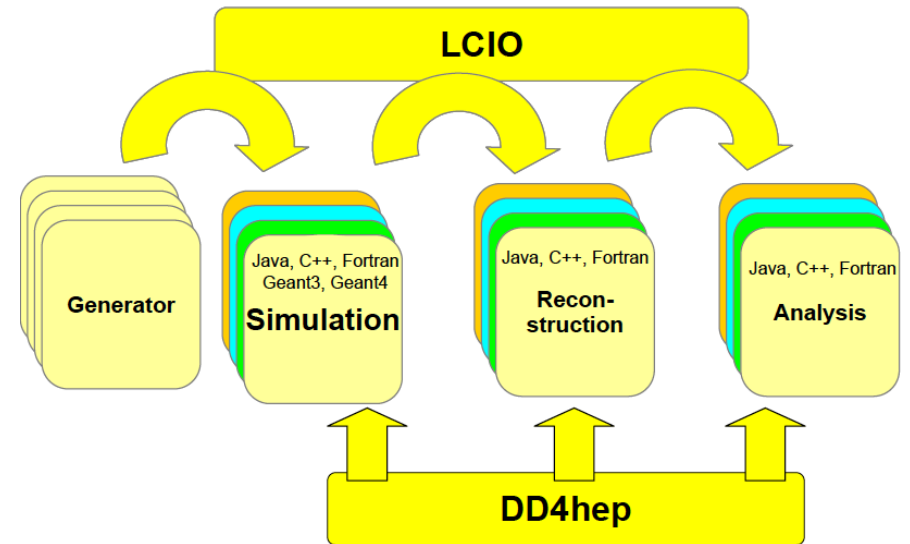 LCIO
Generator
Java, C++, Fortran
Geant3, Geant4
Simulation
Java, C++, Fortran
Recon-
struction
Java, C++, Fortran
Analysis
DD4hep